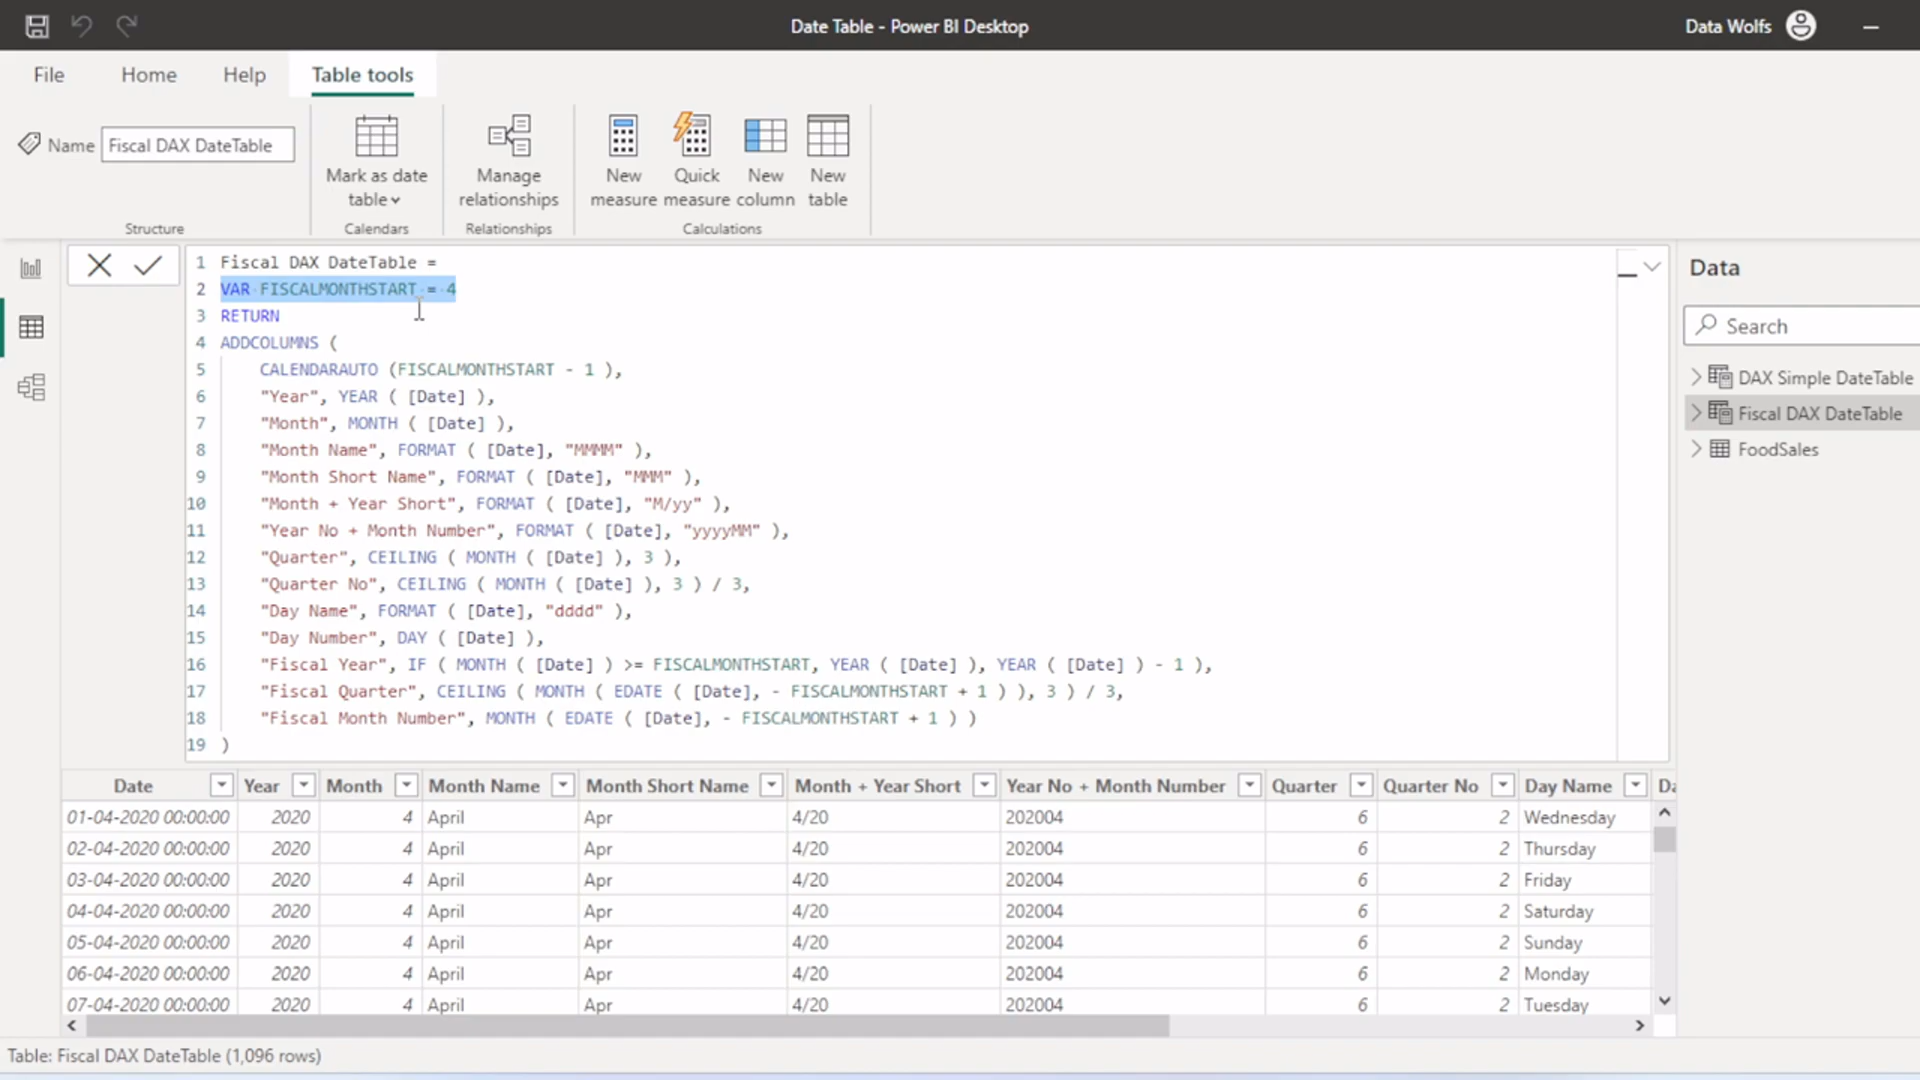 Date Table - Power BI Desktop
Data Wolfs
File Home Help Table tools
Name Fiscal DAX DateTable
Mark as date table
Manage relationships
New measure
Quick measure
New column
New table
Structure Calendars Relationships Calculations
1 Fiscal DAX DateTable =
2 VAR FISCALMONTHSTART = 4
3 RETURN
4 ADDCOLUMNS (
5 CALENDARAUTO (FISCALMONTHSTART - 1 ),
6 "Year", YEAR ( [Date] ),
7 "Month", MONTH ( [Date] ),
8 "Month Name", FORMAT ( [Date], "MMMM" ),
9 "Month Short Name", FORMAT ( [Date], "MMM" ),
10 "Month + Year Short", FORMAT ( [Date], "M/yy" ),
11 "Year No + Month Number", FORMAT ( [Date], "yyyyMM" ),
12 "Quarter", CEILING ( MONTH ( [Date] ), 3 ),
13 "Quarter No", CEILING ( MONTH ( [Date] ), 3 ) / 3,
14 "Day Name", FORMAT ( [Date], "dddd" ),
15 "Day Number", DAY ( [Date] ),
16 "Fiscal Year", IF ( MONTH ( [Date] ) >= FISCALMONTHSTART, YEAR ( [Date] ), YEAR ( [Date] ) - 1 ),
17 "Fiscal Quarter", CEILING ( MONTH ( EDATE ( [Date], - FISCALMONTHSTART + 1 ) ), 3 ) / 3,
18 "Fiscal Month Number", MONTH ( EDATE ( [Date], - FISCALMONTHSTART + 1 ) )
19 )
Data
Search
DAX Simple DateTable
Fiscal DAX DateTable
FoodSales
Date Year Month Month Name Month Short Name Month + Year Short Year No + Month Number Quarter Quarter No Day Name Da
01-04-2020 00:00:00 2020 4 April Apr 4/20 202004 6 2 Wednesday
02-04-2020 00:00:00 2020 4 April Apr 4/20 202004 6 2 Thursday
03-04-2020 00:00:00 2020 4 April Apr 4/20 202004 6 2 Friday
04-04-2020 00:00:00 2020 4 April Apr 4/20 202004 6 2 Saturday
05-04-2020 00:00:00 2020 4 April Apr 4/20 202004 6 2 Sunday
06-04-2020 00:00:00 2020 4 April Apr 4/20 202004 6 2 Monday
07-04-2020 00:00:00 2020 4 April Apr 4/20 202004 6 2 Tuesday
Table: Fiscal DAX DateTable (1,096 rows)